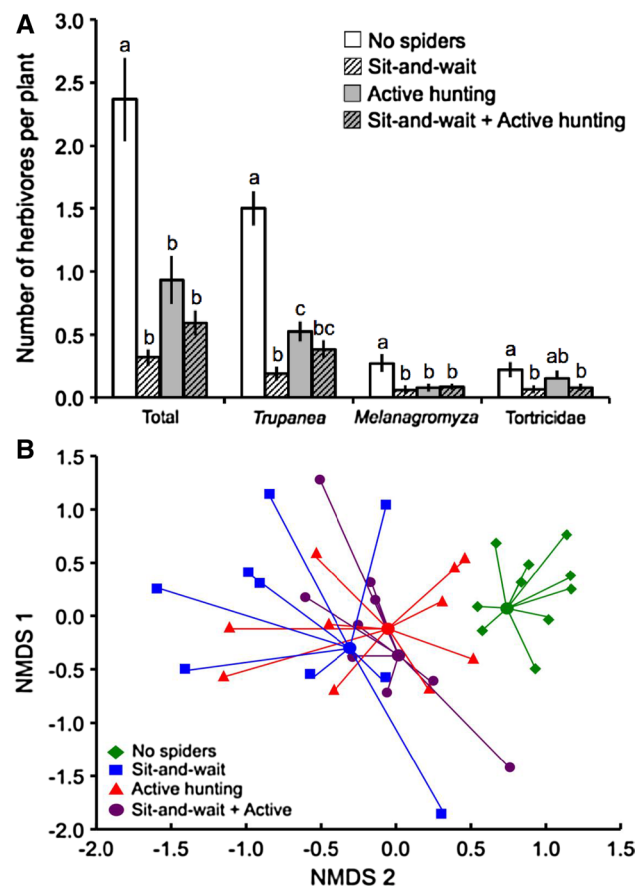 A
Number of herbivores per plant
3.0
2.5
2.0
1.5
1.0
0.5
0.0
No spiders
Sit-and-wait
Active hunting
Sit-and-wait + Active hunting
a
b
b
b
a
b
c
bc
a
b
b
b
a
b
ab
b
Total
Trupanea
Melanagromyza
Tortricidae
B
NMDS 1
1.5
1.0
0.5
0.0
-0.5
-1.0
-1.5
-2.0
No spiders
Sit-and-wait
Active hunting
Sit-and-wait + Active
-2.0
-1.5
-1.0
-0.5
0.0
0.5
1.0
1.5
NMDS 2